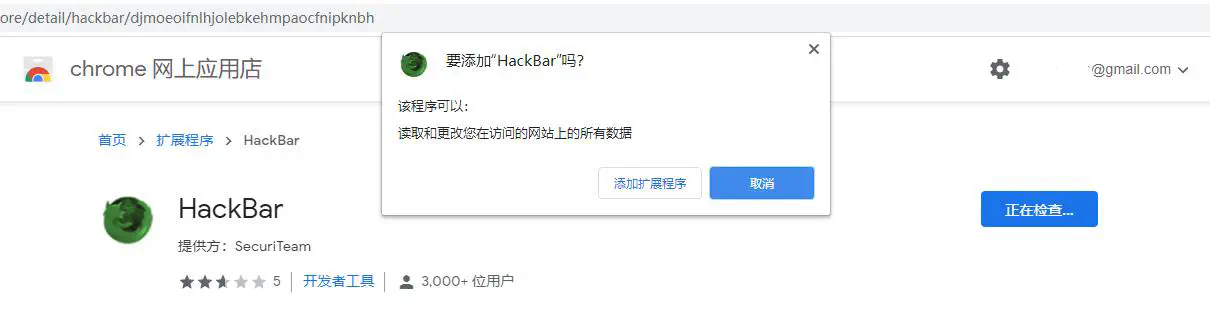 ore/detail/hackbar/djmoeoifnlhjolebkehmpaocfnipknbh
chrome 网上应用店
@gmail.com
要添加“HackBar”吗?
该程序可以：
读取和更改您在访问的网站上的所有数据
添加扩展程序
取消
首页 > 扩展程序 > HackBar
HackBar
正在检查...
提供方：SecuriTeam
5 | 开发者工具 | 3,000+ 位用户